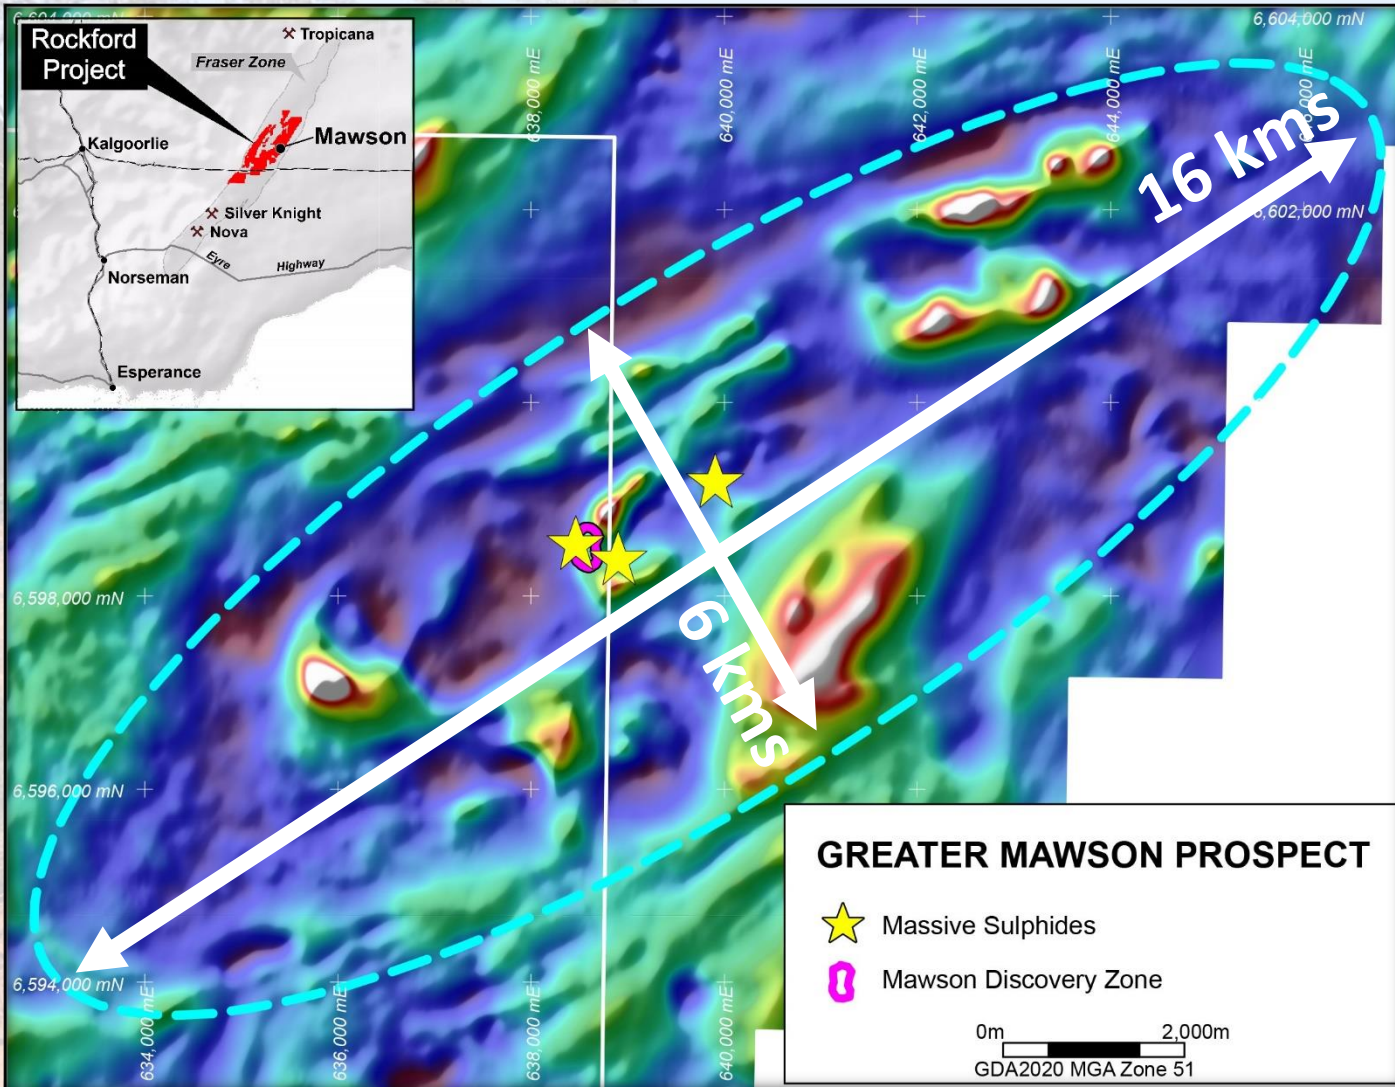 6,604,000 mN
6,604,000 mN
Rockford
Project
Tropicana
Fraser Zone
Mawson
Kalgoorlie
Silver Knight
Nova
Eyre
Highway
Norseman
Esperance
638,000 mE
640,000 mE
642,000 mE
644,000 mE
16 kms
6,602,000 mN
6,598,000 mN
6 kms
6,596,000 mN
6,594,000 mN
634,000 mE
636,000 mE
638,000 mE
640,000 mE
GREATER MAWSON PROSPECT
Massive Sulphides
Mawson Discovery Zone
0m 2,000m
GDA2020 MGA Zone 51